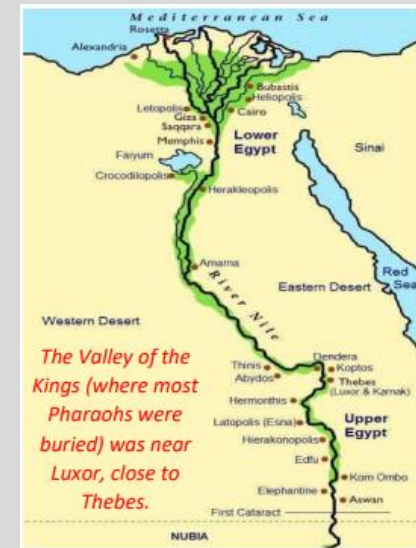 Mediterranean Sea
Rosetta
Alexandria
Bubastis
Heliopolis
Letopolis
Giza
Cairo
Saqqara
Memphis
Lower
Egypt
Sinai
Faiyum
Crocodilopolis
Herakleopolis
Amarna
River Nile
Eastern Desert
Red
Sea
Western Desert
The Valley of the
Kings (where most
Pharaohs were
buried) was near
Luxor, close to
Thebes.
Thinis
Abydos
Dendera
Koptos
Thebes
(Luxor & Karnak)
Hermonthis
Latopolis (Esna)
Upper
Egypt
Hierakonopolis
Edfu
Kom Ombo
Elephantine
Aswan
First Cataract
NUBIA